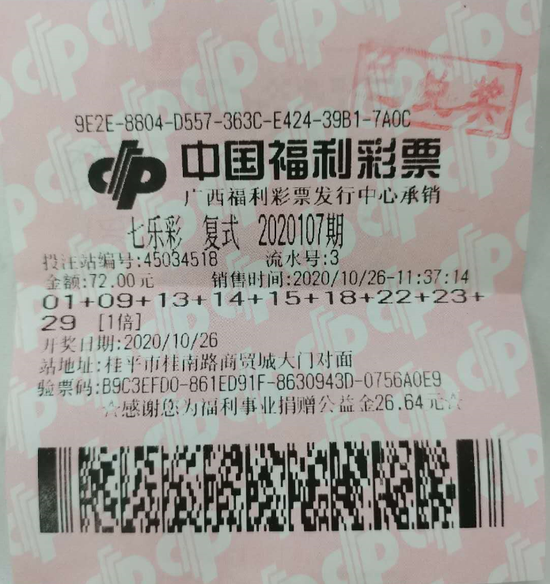 兑奖
9E2E-8804-D557-363C-E424-39B1-7A0C
中国福利彩票
广西福利彩票发行中心承销
七乐彩 复式 2020107期
投注站编号:45034518 流水号:3
金额:72.00元 销售时间:2020/10/26-11:37:14
01+09+13+14+15+18+22+23+
29 [1倍]
开奖日期:2020/10/26
站地址:桂平市桂南路商贸城大门对面
验票码:B9C3EFD0-861ED91F-8630943D-0756A0E9
☆感谢您为福利事业捐赠公益金26.64元☆